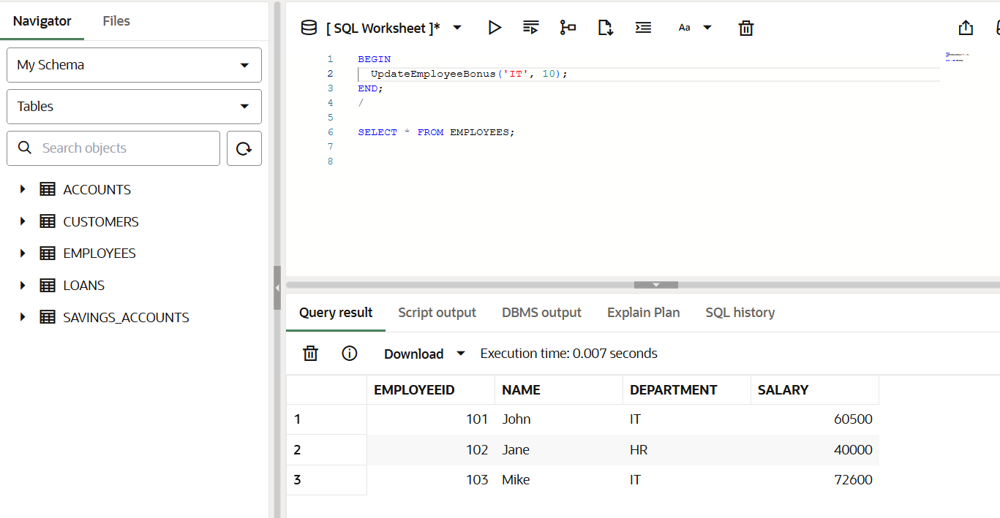 Navigator Files
My Schema
Tables
Search objects
ACCOUNTS
CUSTOMERS
EMPLOYEES
LOANS
SAVINGS_ACCOUNTS
[ SQL Worksheet ]* Aa
1 BEGIN
2 UpdateEmployeeBonus('IT', 10);
3 END;
4 /
5
6 SELECT * FROM EMPLOYEES;
7
8
Query result Script output DBMS output Explain Plan SQL history
Download Execution time: 0.007 seconds
EMPLOYEEID NAME DEPARTMENT SALARY
1 101 John IT 60500
2 102 Jane HR 40000
3 103 Mike IT 72600